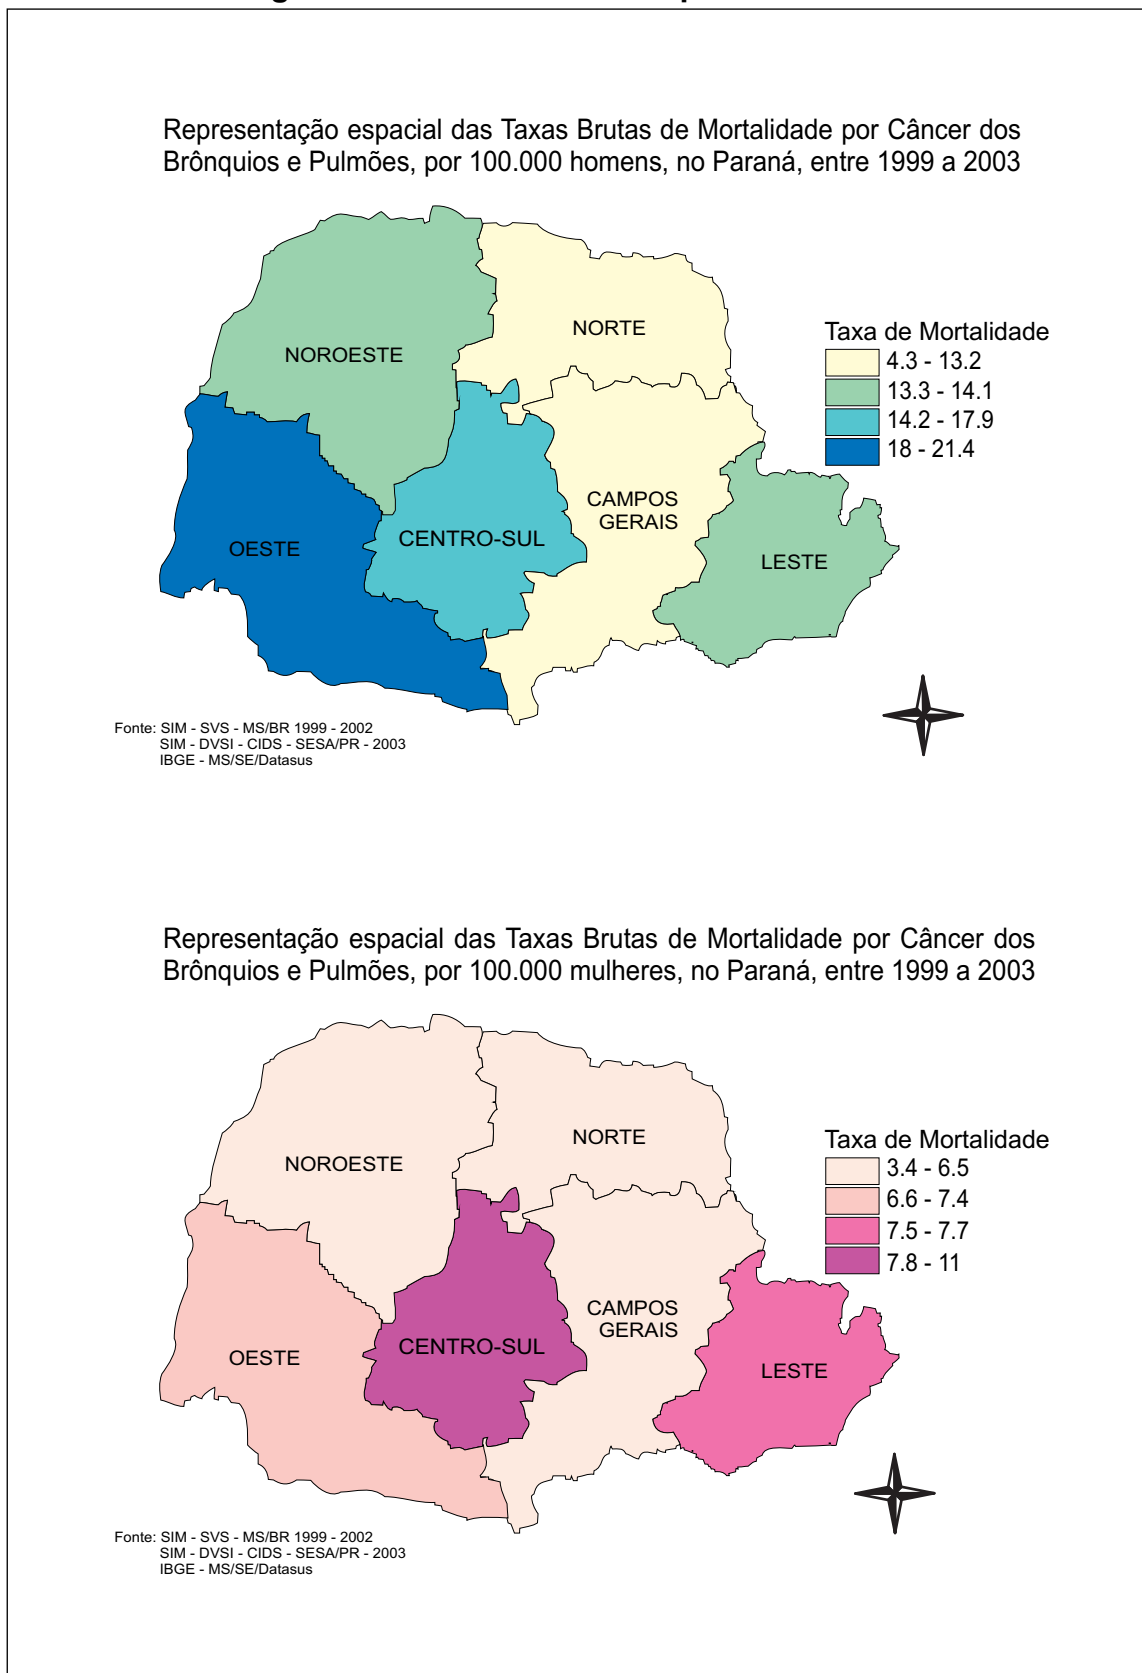 Representação espacial das Taxas Brutas de Mortalidade por Câncer dos
Brônquios e Pulmões, por 100.000 homens, no Paraná, entre 1999 a 2003
NORTE
NOROESTE
Taxa de Mortalidade
4.3 - 13.2
13.3 - 14.1
14.2 - 17.9
18 - 21.4
CAMPOS
GERAIS
CENTRO-SUL
OESTE
LESTE
Fonte: SIM - SVS - MS/BR 1999 - 2002
SIM - DVSI - CIDS - SESA/PR - 2003
IBGE - MS/SE/Datasus
Representação espacial das Taxas Brutas de Mortalidade por Câncer dos
Brônquios e Pulmões, por 100.000 mulheres, no Paraná, entre 1999 a 2003
NORTE
NOROESTE
Taxa de Mortalidade
3.4 - 6.5
6.6 - 7.4
7.5 - 7.7
7.8 - 11
CAMPOS
GERAIS
CENTRO-SUL
OESTE
LESTE
Fonte: SIM - SVS - MS/BR 1999 - 2002
SIM - DVSI - CIDS - SESA/PR - 2003
IBGE - MS/SE/Datasus